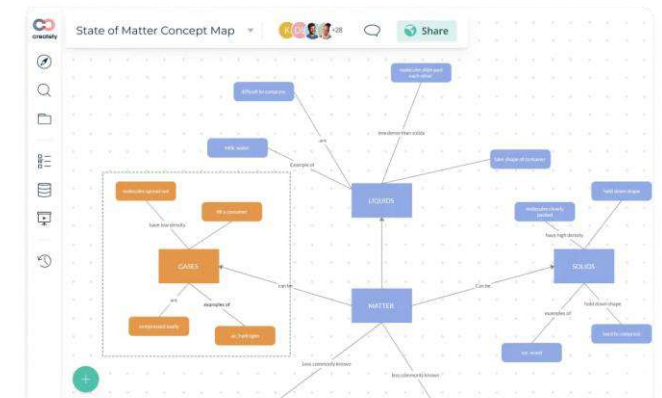 creately
State of Matter Concept Map
K
D
+28
Share
molecules slide past
each other
difficult to compress
are
less dense than solids
milk, water
Example of
take shape of container
LIQUIDS
molecules spread out
fill a container
have low density
GASES
can be
are
examples of
compressed easily
air, hydrogen
MATTER
Can be
molecules closely
packed
hold down shape
have high density
SOLIDS
examples of
hold down shape
ice, wood
hard to compress
Less commonly known
less commonly known